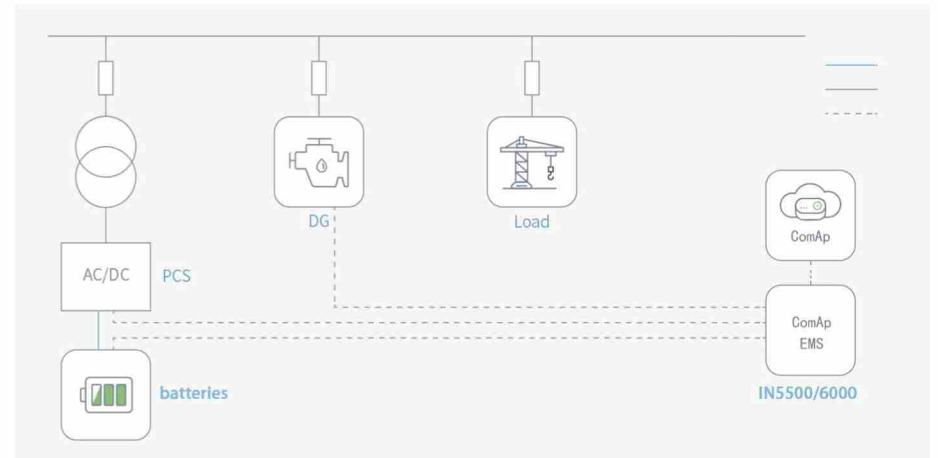 DG
Load
ComAp
AC/DC
PCS
ComAp
EMS
batteries
IN5500/6000